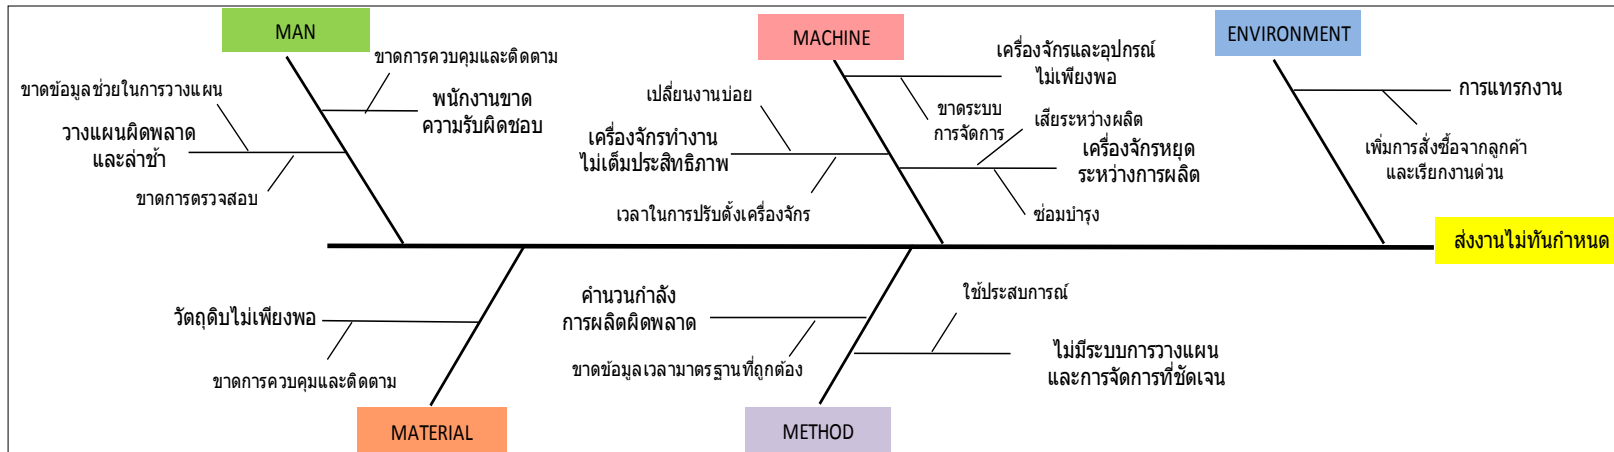 MAN
ขาดการควบคุมและติดตาม
ขาดข้อมูลช่วยในการวางแผน
พนักงานขาด
ความรับผิดชอบ
วางแผนผิดพลาด
และล่าช้า
ขาดการตรวจสอบ
MACHINE
เครื่องจักรและอุปกรณ์
ไม่เพียงพอ
เปลี่ยนงานบ่อย
ขาดระบบ
การจัดการ
เสียระหว่างผลิต
เครื่องจักรทำงาน
ไม่เต็มประสิทธิภาพ
เครื่องจักรหยุด
ระหว่างการผลิต
เวลาในการปรับตั้งเครื่องจักร
ซ่อมบำรุง
ENVIRONMENT
การแทรกงาน
เพิ่มการสั่งซื้อจากลูกค้า
และเรียกงานด่วน
ส่งงานไม่ทันกำหนด
วัตถุดิบไม่เพียงพอ
ขาดการควบคุมและติดตาม
MATERIAL
คำนวนกำลัง
การผลิตผิดพลาด
ใช้ประสบการณ์
ขาดข้อมูลเวลามาตรฐานที่ถูกต้อง
ไม่มีระบบการวางแผน
และการจัดการที่ชัดเจน
METHOD